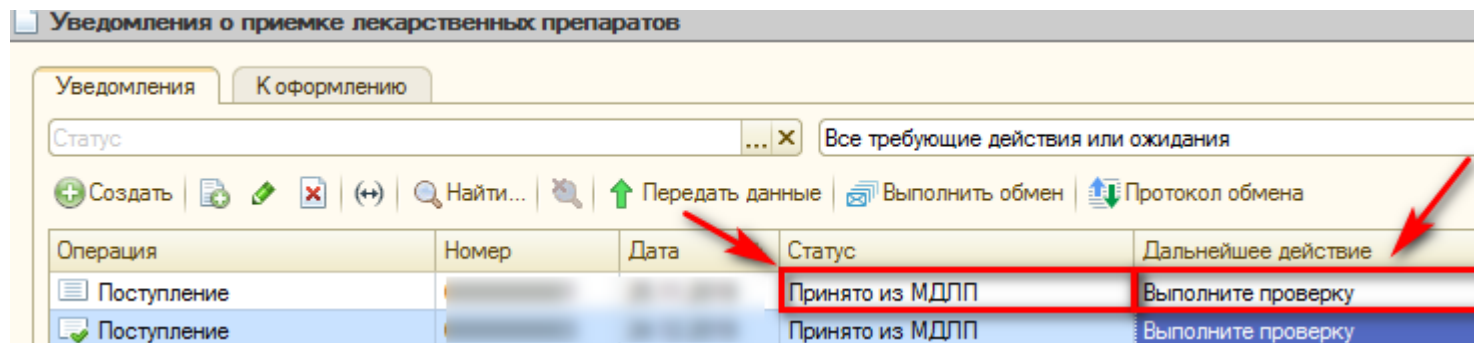 Уведомления о приемке лекарственных препаратов
Уведомления К оформлению
Статус ... Все требующие действия или ожидания
Создать Найти... Передать данные Выполнить обмен Протокол обмена
Операция Номер Дата Статус Дальнейшее действие
Поступление Принято из МДЛП Выполните проверку
Поступление Принято из МДЛП Выполните проверку